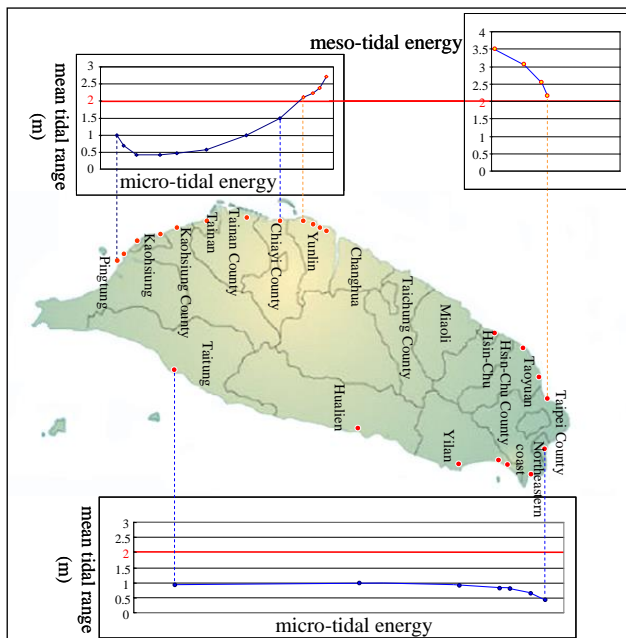 meso-tidal energy
mean tidal range
(m)
3
2.5
2
1.5
1
0.5
0
micro-tidal energy
4
3.5
3
2.5
2
1.5
1
0.5
0
Pingtung
Kaohsiung
Kaohsiung County
Tainan
Tainan County
Chiayi County
Yunlin
Changhua
Taichung County
Miaoli
Hsin-Chu
Hsin-Chu County
Taoyuan
Taipei County
Northeastern
coast
Yilan
Hualien
Taitung
mean tidal range
(m)
3
2.5
2
1.5
1
0.5
0
micro-tidal energy